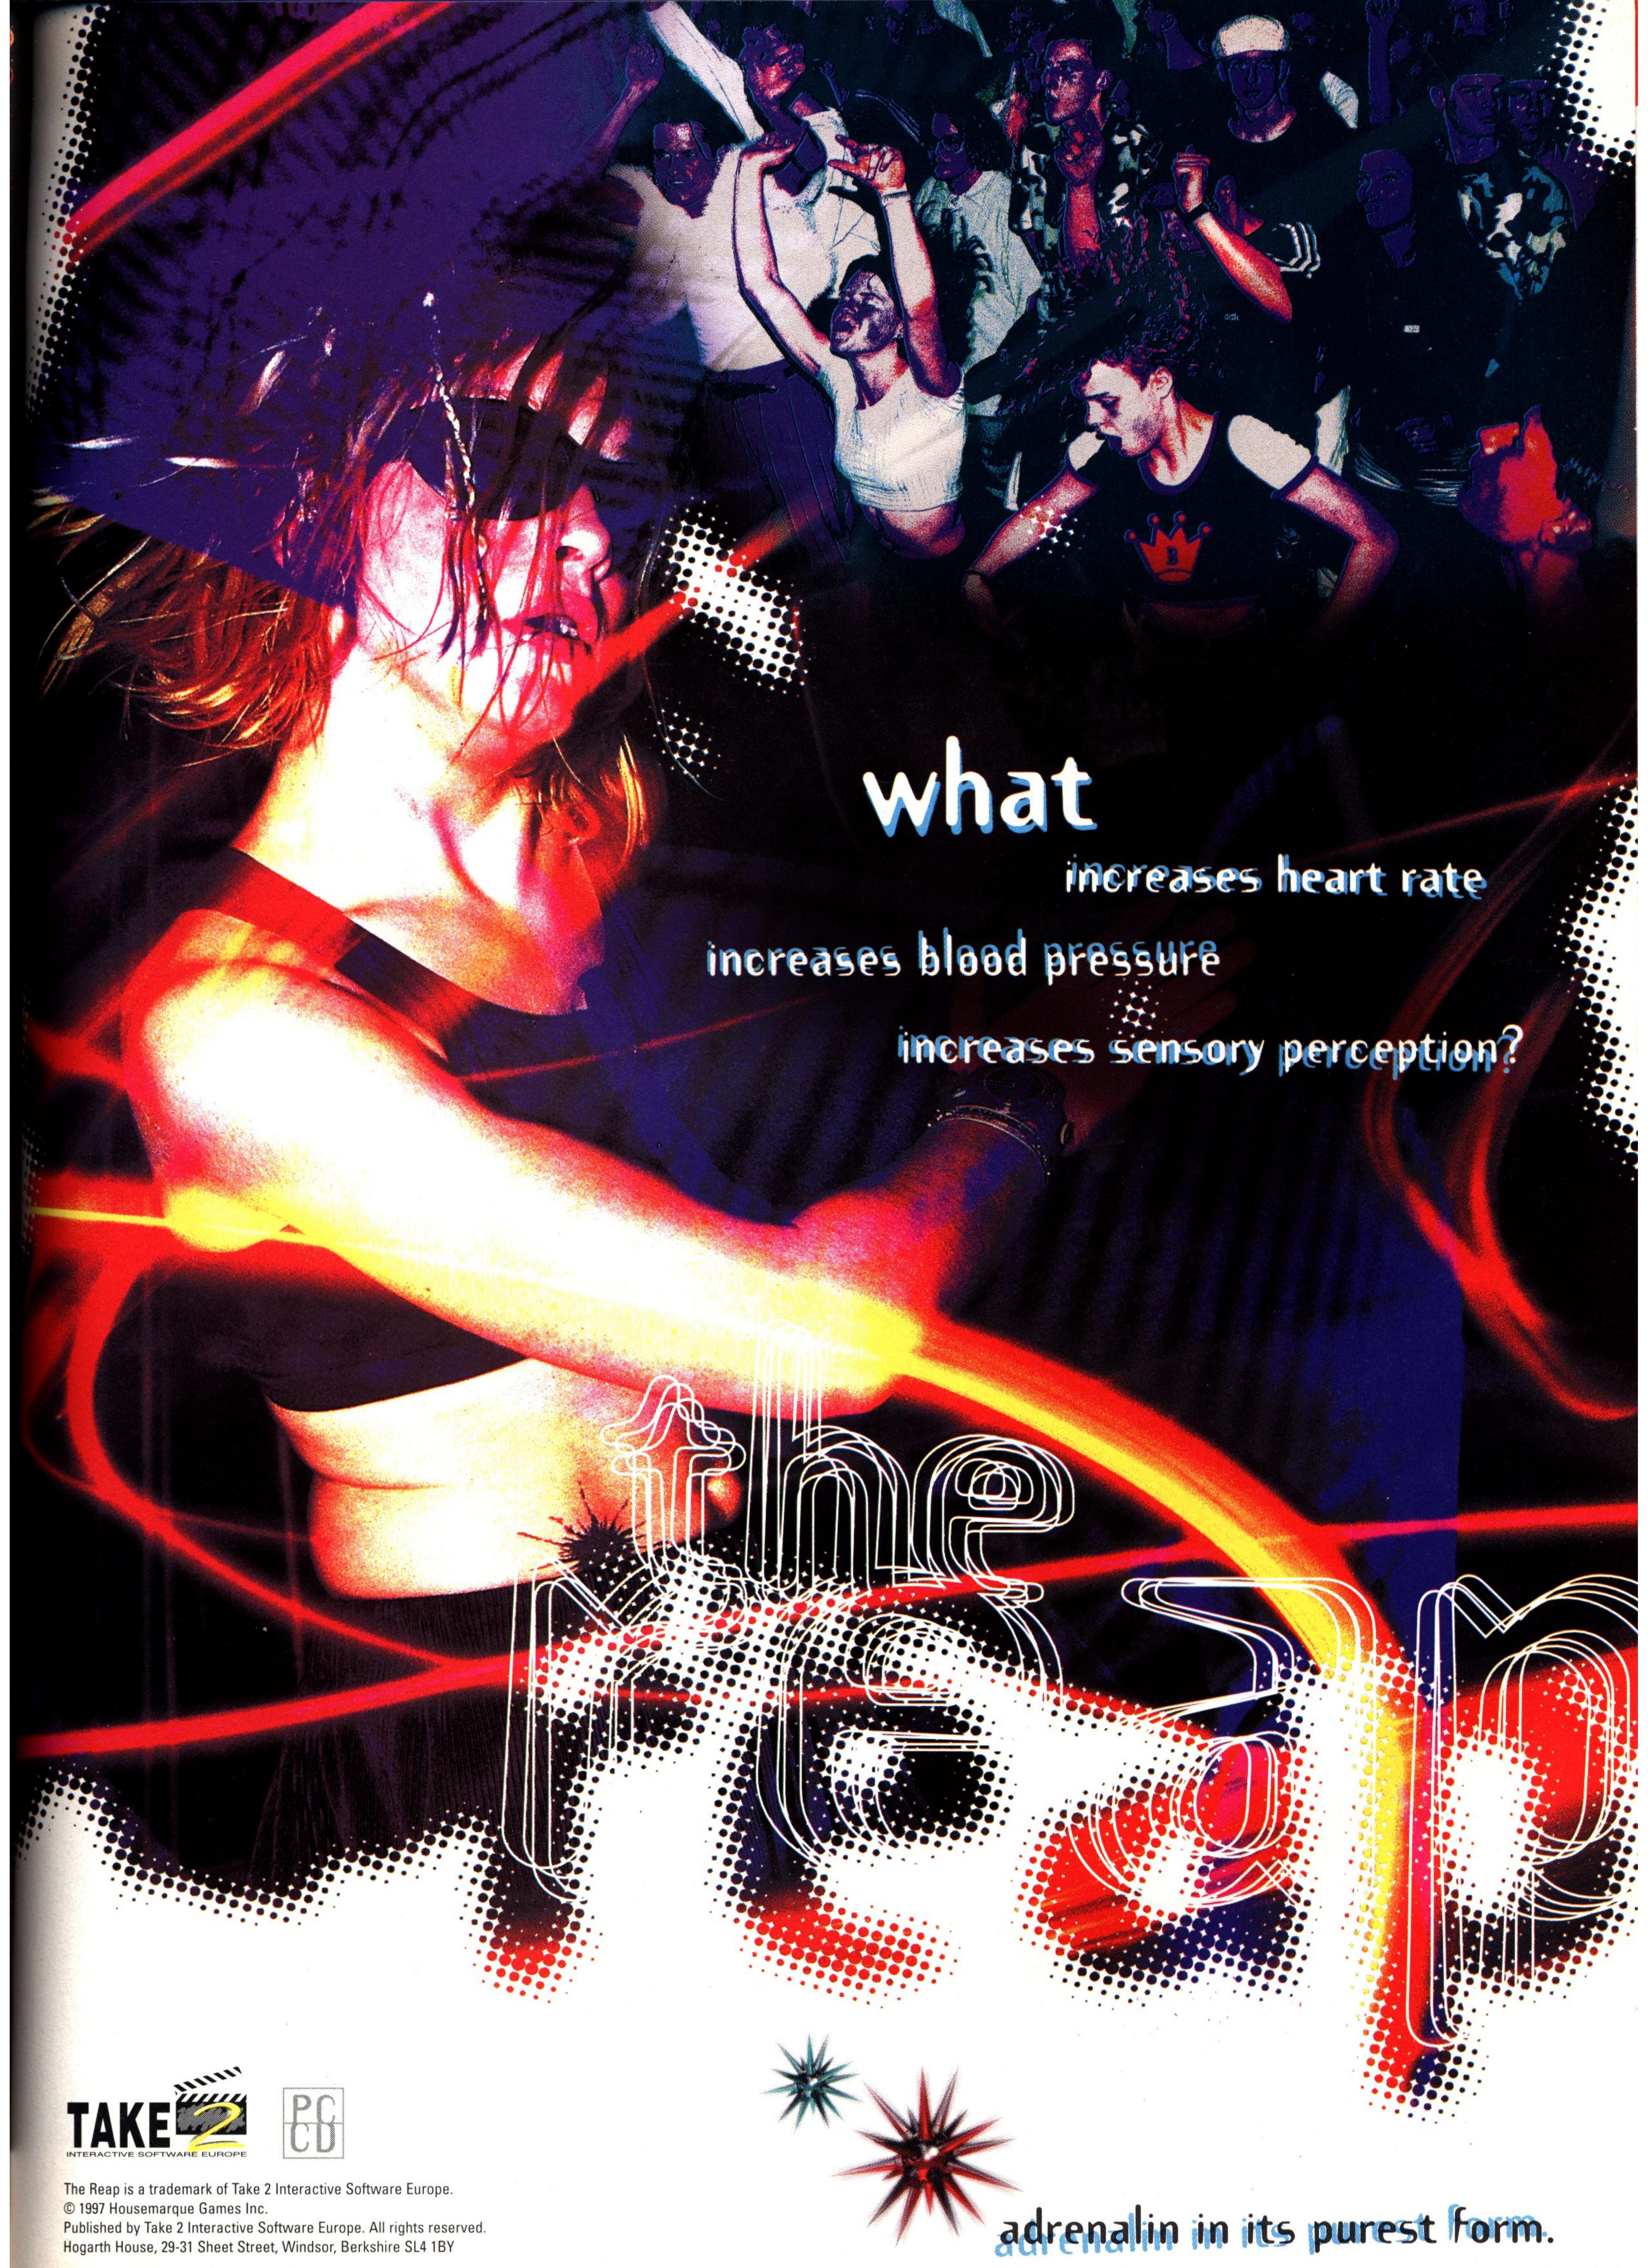 B
what
increases heart rate
increases blood pressure
increases sensory perception?
the
reap
TAKE 2
INTERACTIVE SOFTWARE EUROPE
PC
CD
The Reap is a trademark of Take 2 Interactive Software Europe.
© 1997 Housemarque Games Inc.
Published by Take 2 Interactive Software Europe. All rights reserved.
Hogarth House, 29-31 Sheet Street, Windsor, Berkshire SL4 1BY
adrenalin in its purest form.